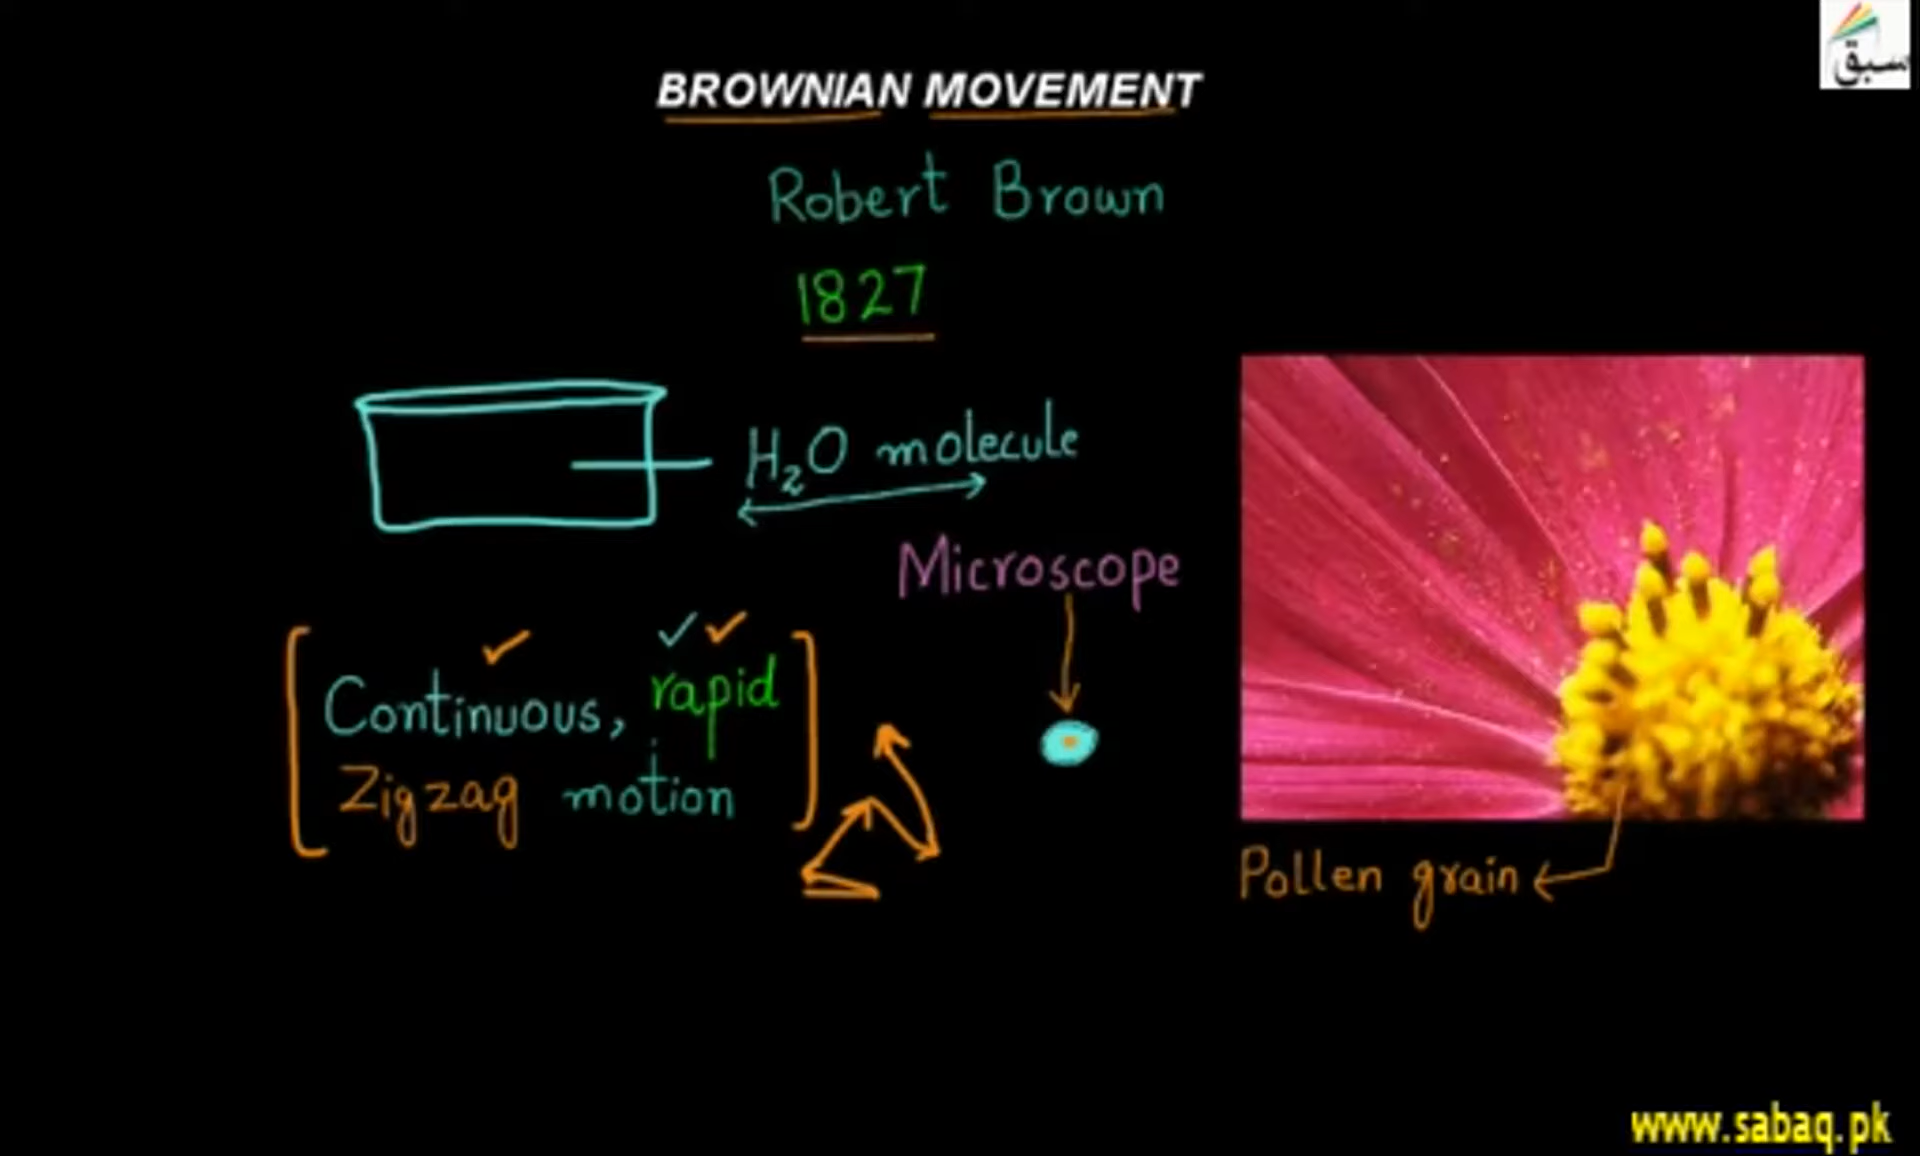 سبق
BROWNIAN MOVEMENT
Robert Brown
1827
H₂O molecule
Microscope
Continuous, rapid
Zigzag motion
Pollen grain
www.sabaq.pk